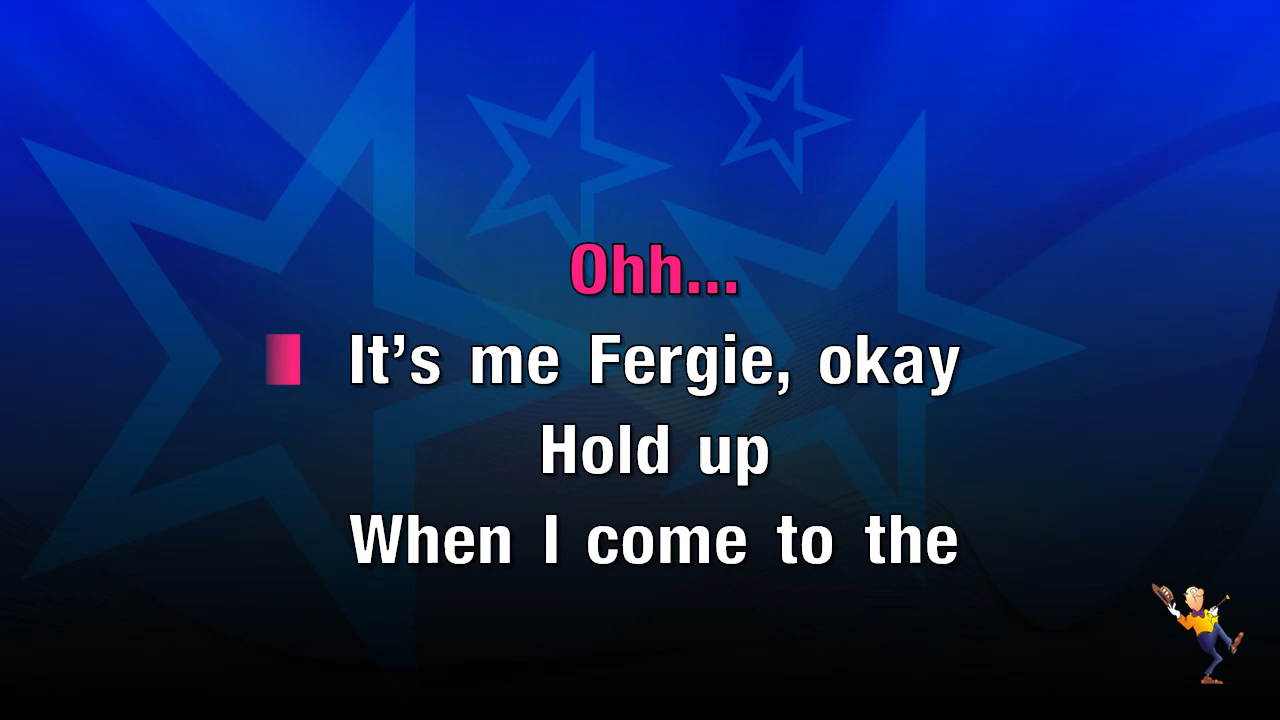 Ohh...
It’s me Fergie, okay
Hold up
When I come to the